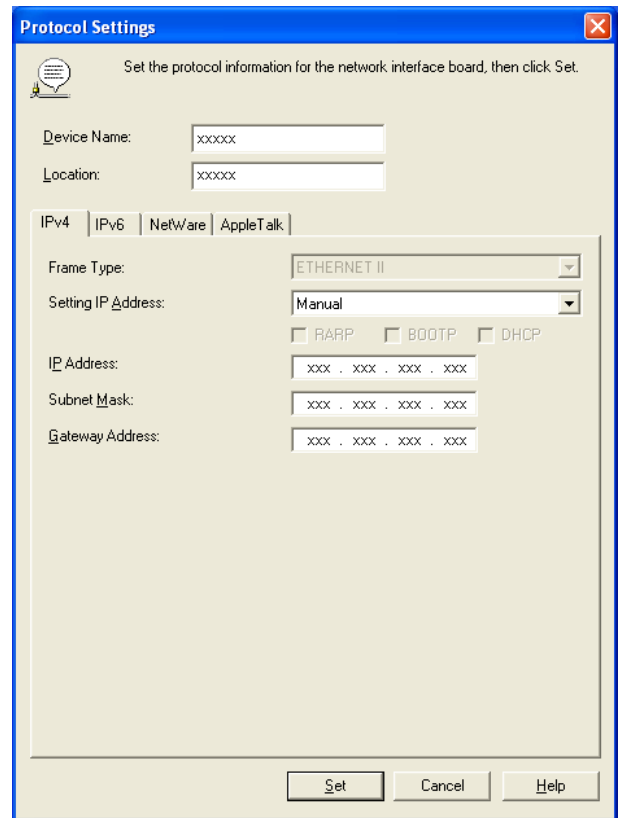 Protocol Settings
Set the protocol information for the network interface board, then click Set.
Device Name: xxxxx
Location: xxxxx
IPv4 IPv6 NetWare AppleTalk
Frame Type: ETHERNET II
Setting IP Address: Manual
RARP BOOTP DHCP
IP Address: xxx . xxx . xxx . xxx
Subnet Mask: xxx . xxx . xxx . xxx
Gateway Address: xxx . xxx . xxx . xxx
Set Cancel Help